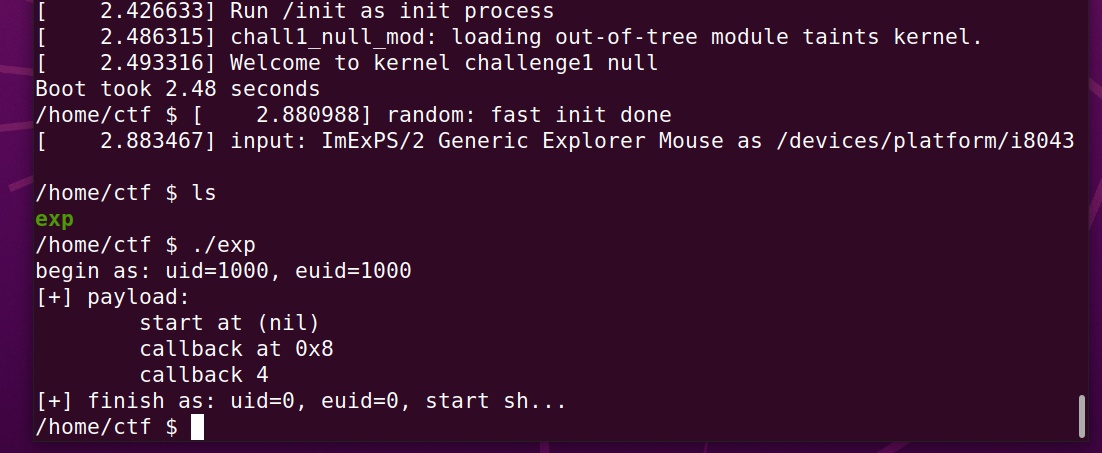 [    2.426633] Run /init as init process
[    2.486315] chall1_null_mod: loading out-of-tree module taints kernel.
[    2.493316] Welcome to kernel challenge1 null
Boot took 2.48 seconds
/home/ctf $ [    2.880988] random: fast init done
[    2.883467] input: ImExPS/2 Generic Explorer Mouse as /devices/platform/i8043
/home/ctf $ ls
exp
/home/ctf $ ./exp
begin as: uid=1000, euid=1000
[+] payload:
        start at (nil)
        callback at 0x8
        callback 4
[+] finish as: uid=0, euid=0, start sh...
/home/ctf $